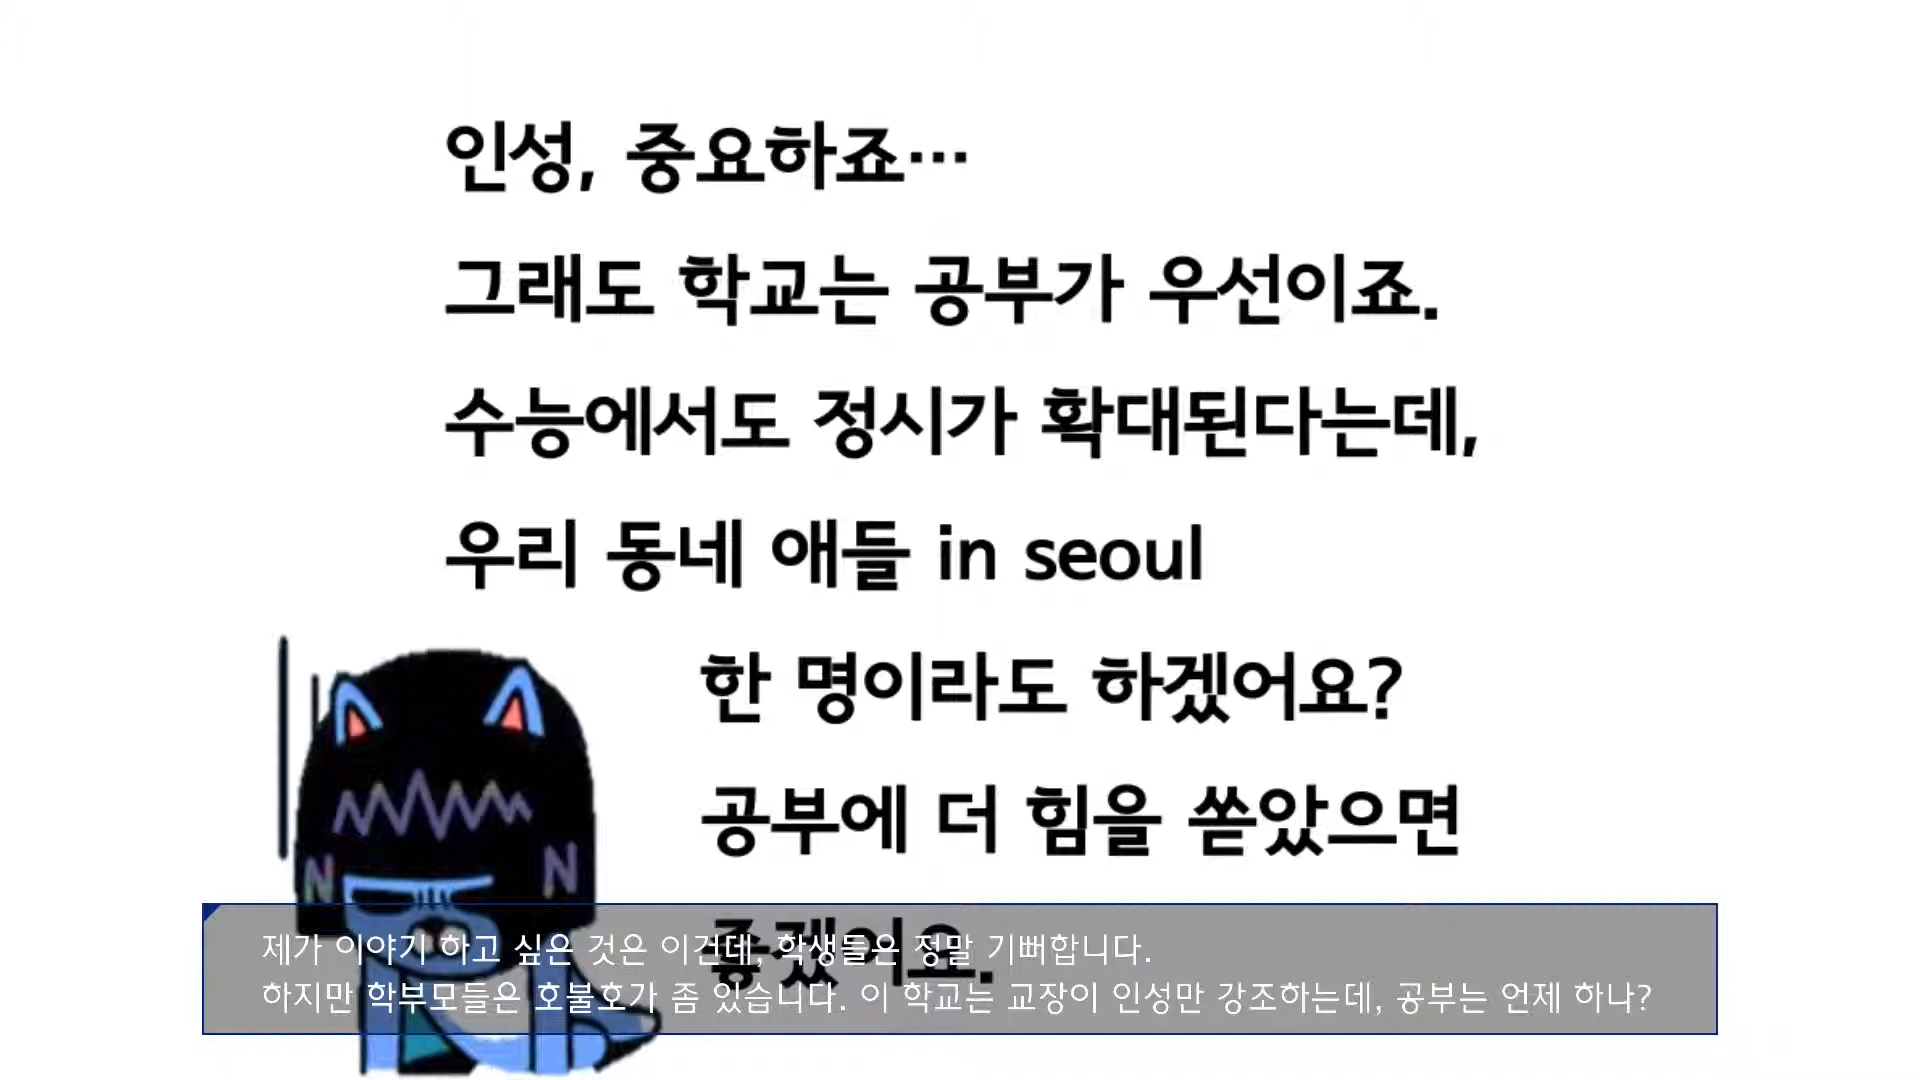 인성, 중요하죠…
그래도 학교는 공부가 우선이죠.
수능에서도 정시가 확대된다는데,
우리 동네 애들 in seoul
한 명이라도 하겠어요?
공부에 더 힘을 쏟았으면
좋겠어요.
N N
제가 이야기 하고 싶은 것은 이건데, 학생들은 정말 기뻐합니다.
하지만 학부모들은 호불호가 좀 있습니다. 이 학교는 교장이 인성만 강조하는데, 공부는 언제 하나?